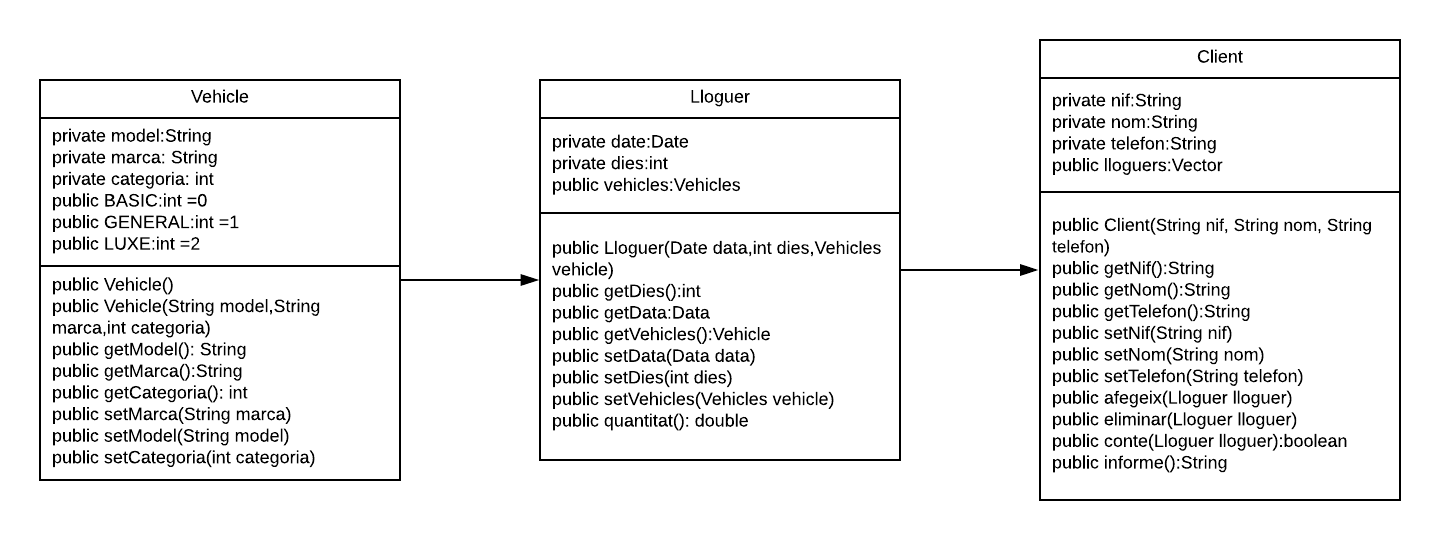 Vehicle
private model:String
private marca: String
private categoria: int
public BASIC:int =0
public GENERAL:int =1
public LUXE:int =2
public Vehicle()
public Vehicle(String model,String
marca,int categoria)
public getModel(): String
public getMarca():String
public getCategoria(): int
public setMarca(String marca)
public setModel(String model)
public setCategoria(int categoria)
Lloguer
private date:Date
private dies:int
public vehicles:Vehicles
public Lloguer(Date data,int dies,Vehicles
vehicle)
public getDies():int
public getData:Data
public getVehicles():Vehicle
public setData(Data data)
public setDies(int dies)
public setVehicles(Vehicles vehicle)
public quantitat(): double
Client
private nif:String
private nom:String
private telefon:String
public lloguers:Vector
public Client(String nif, String nom, String
telefon)
public getNif():String
public getNom():String
public getTelefon():String
public setNif(String nif)
public setNom(String nom)
public setTelefon(String telefon)
public afegeix(Lloguer lloguer)
public eliminar(Lloguer lloguer)
public conte(Lloguer lloguer):boolean
public informe():String